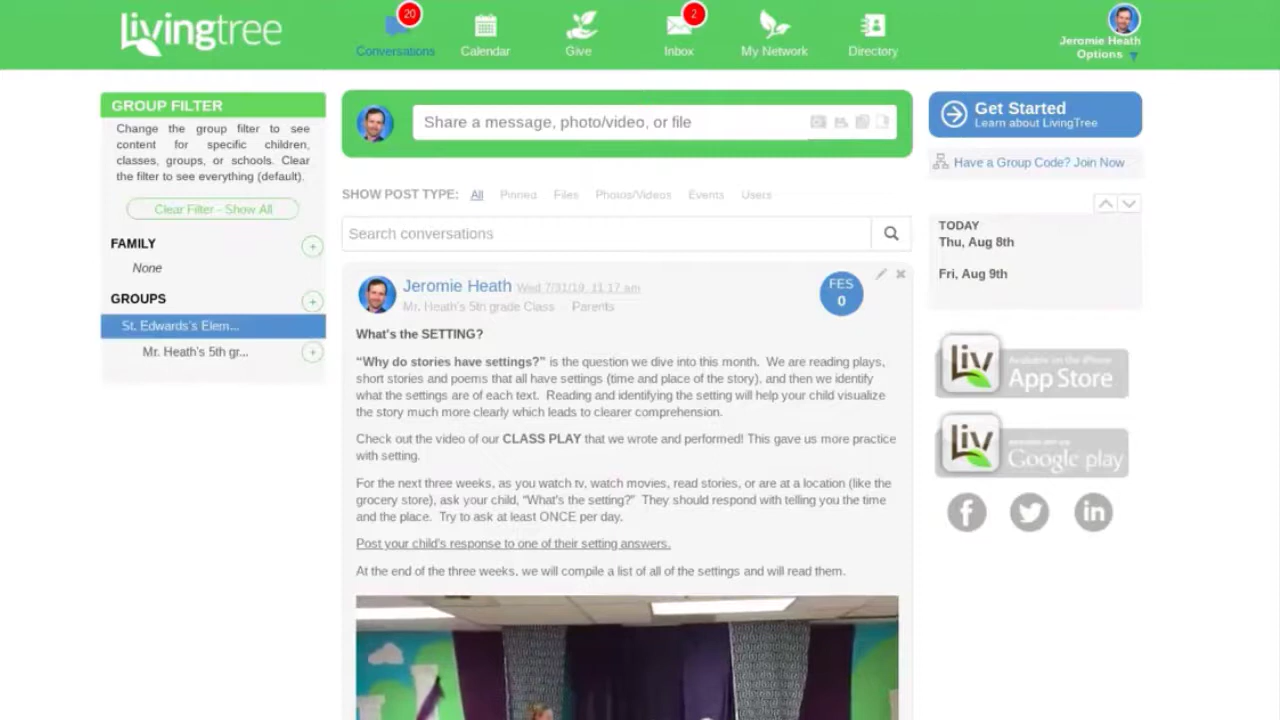 livingtree
20
Conversations
Calendar
Give
2
Inbox
My Network
Directory
Jeromie Heath
Options
GROUP FILTER
Change the group filter to see
content for specific children,
classes, groups, or schools. Clear
the filter to see everything (default).
Clear Filter - Show All
FAMILY
None
GROUPS
St. Edwards's Elem...
Mr. Heath's 5th gr...
Share a message, photo/video, or file
SHOW POST TYPE: All Pinned Files Photos/Videos Events Users
Search conversations
Jeromie Heath Wed 7/31/19, 11:17 am
Mr. Heath's 5th grade Class Parents
FES
0
What's the SETTING?
“Why do stories have settings?” is the question we dive into this month. We are reading plays,
short stories and poems that all have settings (time and place of the story), and then we identify
what the settings are of each text. Reading and identifying the setting will help your child visualize
the story much more clearly which leads to clearer comprehension.
Check out the video of our CLASS PLAY that we wrote and performed! This gave us more practice
with setting.
For the next three weeks, as you watch tv, watch movies, read stories, or are at a location (like the
grocery store), ask your child, “What's the setting?” They should respond with telling you the time
and the place. Try to ask at least ONCE per day.
Post your child's response to one of their setting answers.
At the end of the three weeks, we will compile a list of all of the settings and will read them.
Get Started
Learn about LivingTree
Have a Group Code? Join Now
TODAY
Thu, Aug 8th
Fri, Aug 9th
Liv
Available on the iPhone
App Store
Liv
Google play
f
in